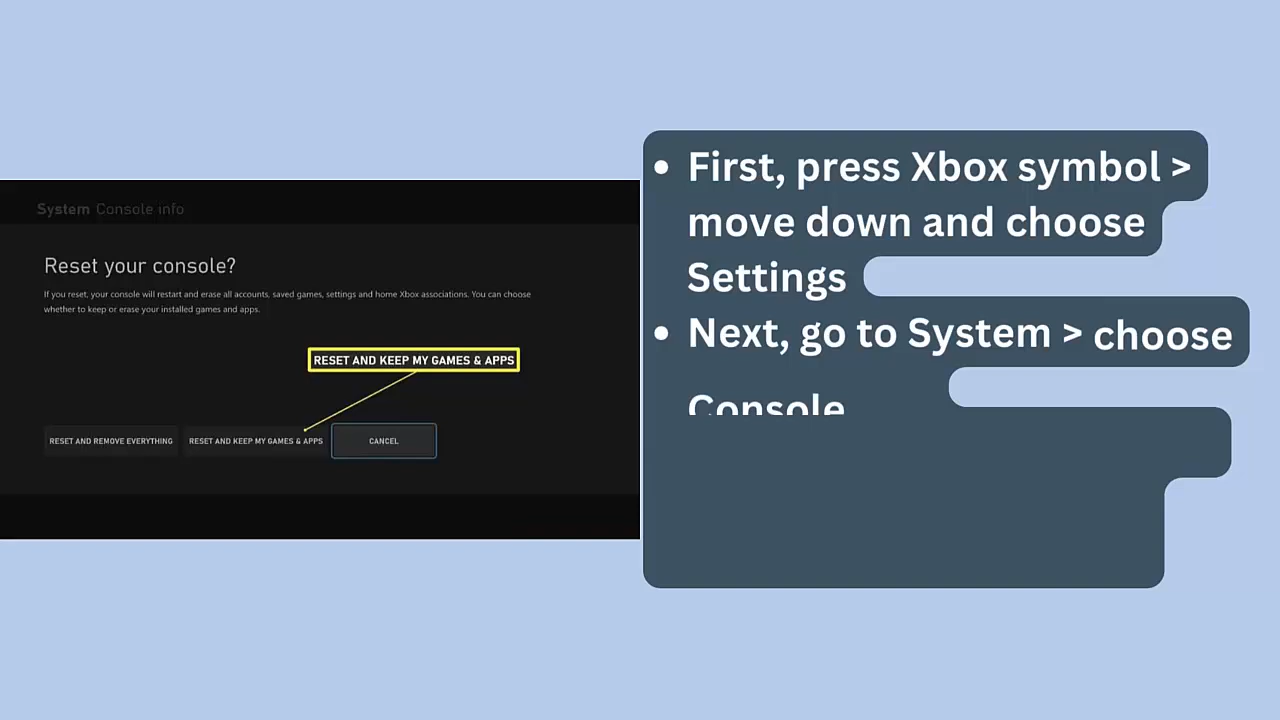 System Console info
Reset your console?
If you reset, your console will restart and erase all accounts, saved games, settings and home Xbox associations. You can choose
whether to keep or erase your installed games and apps.
RESET AND KEEP MY GAMES & APPS
RESET AND REMOVE EVERYTHING
RESET AND KEEP MY GAMES & APPS
CANCEL
• First, press Xbox symbol >
move down and choose
Settings
• Next, go to System > choose
Console